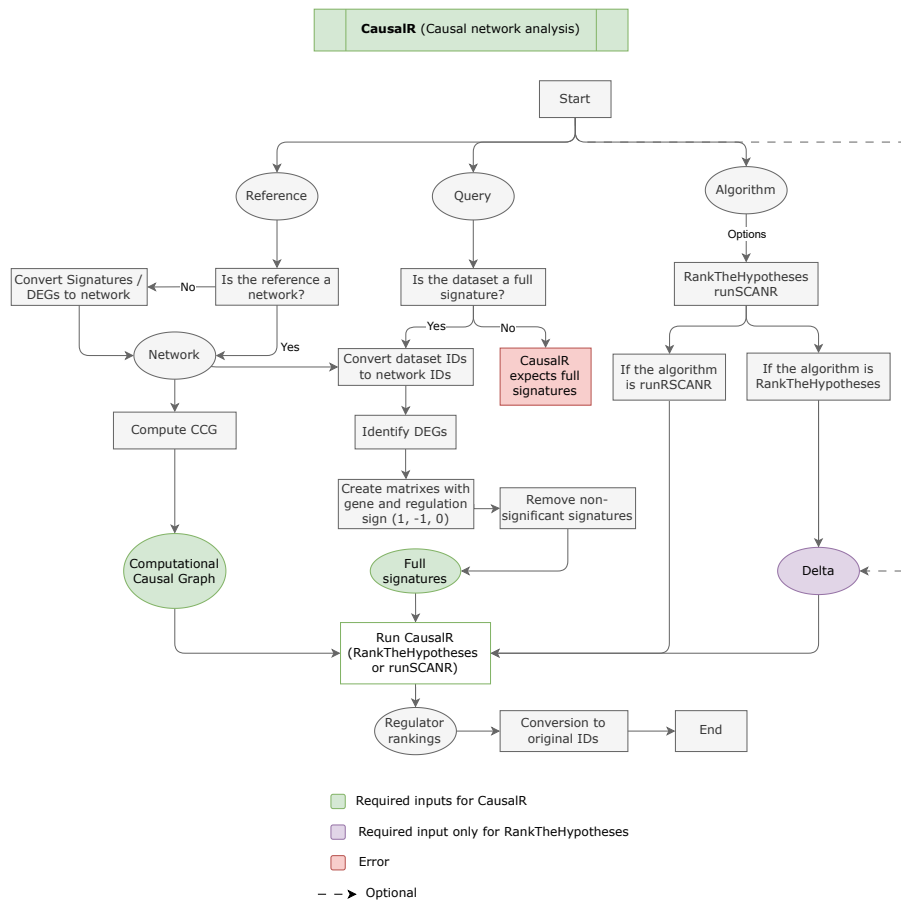 CausalR (Causal network analysis)
Start
Reference
Query
Algorithm
Options
Convert Signatures /
DEGs to network
No
Is the reference a
network?
Is the dataset a full
signature?
RankTheHypotheses
runSCANR
Yes
No
Network
Yes
Convert dataset IDs
to network IDs
CausalR
expects full
signatures
If the algorithm
is runRSCANR
If the algorithm is
RankTheHypotheses
Compute CCG
Identify DEGs
Create matrixes with
gene and regulation
sign (1, -1, 0)
Remove non-
significant signatures
Computational
Causal Graph
Full
signatures
Delta
Run CausalR
(RankTheHypotheses
or runSCANR)
Regulator
rankings
Conversion to
original IDs
End
Required inputs for CausalR
Required input only for RankTheHypotheses
Error
Optional